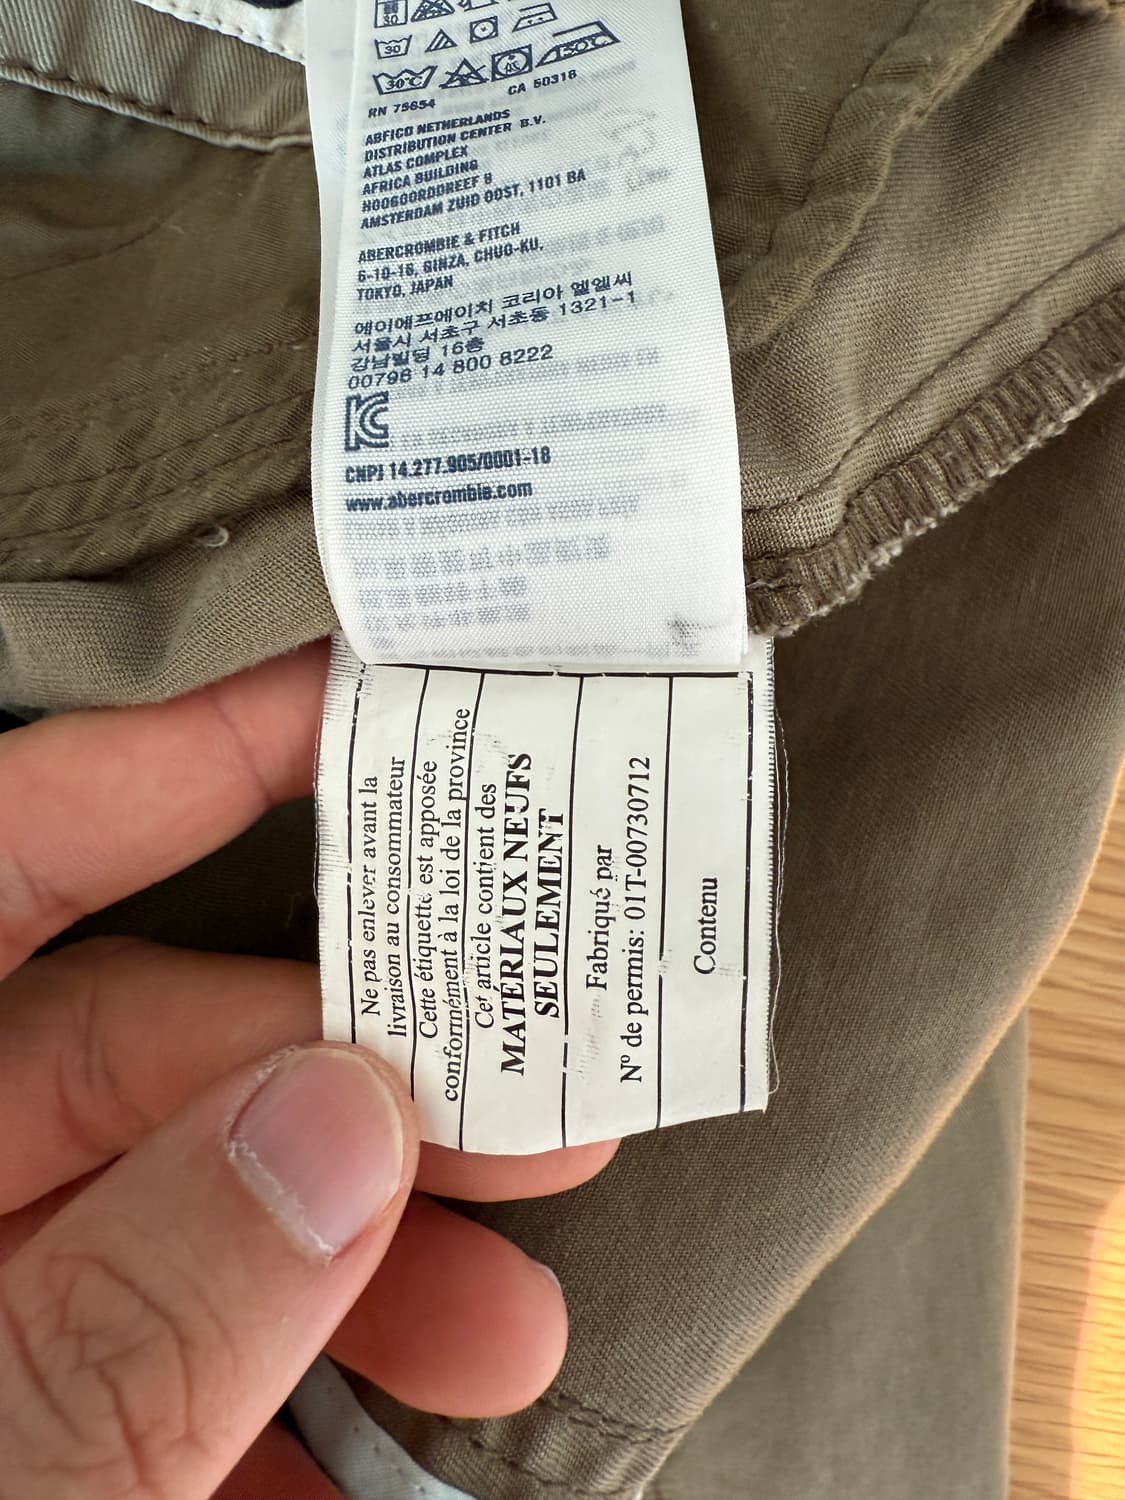 30
30
30°C
150°C
RN 75654 CA 50318
ABFICO NETHERLANDS
DISTRIBUTION CENTER B.V.
ATLAS COMPLEX
AFRICA BUILDING
HOOGOORDDREEF 9
AMSTERDAM ZUID OOST, 1101 BA
ABERCROMBIE & FITCH
6-10-16, GINZA, CHUO-KU,
TOKYO, JAPAN
에이에프에이치 코리아 엘엘씨
서울시 서초구 서초동 1321-1
강남빌딩 16층
00798 14 800 8222
KC
CNPJ 14.277.905/0001-18
www.abercrombie.com
Ne pas enlever avant la
livraison au consommateur
Cette étiquette est apposée
conformément à la loi de la province
Cet article contient des
MATÉRIAUX NEUFS
SEULEMENT
Fabriqué par
Nº de permis: 01T-00730712
Contenu